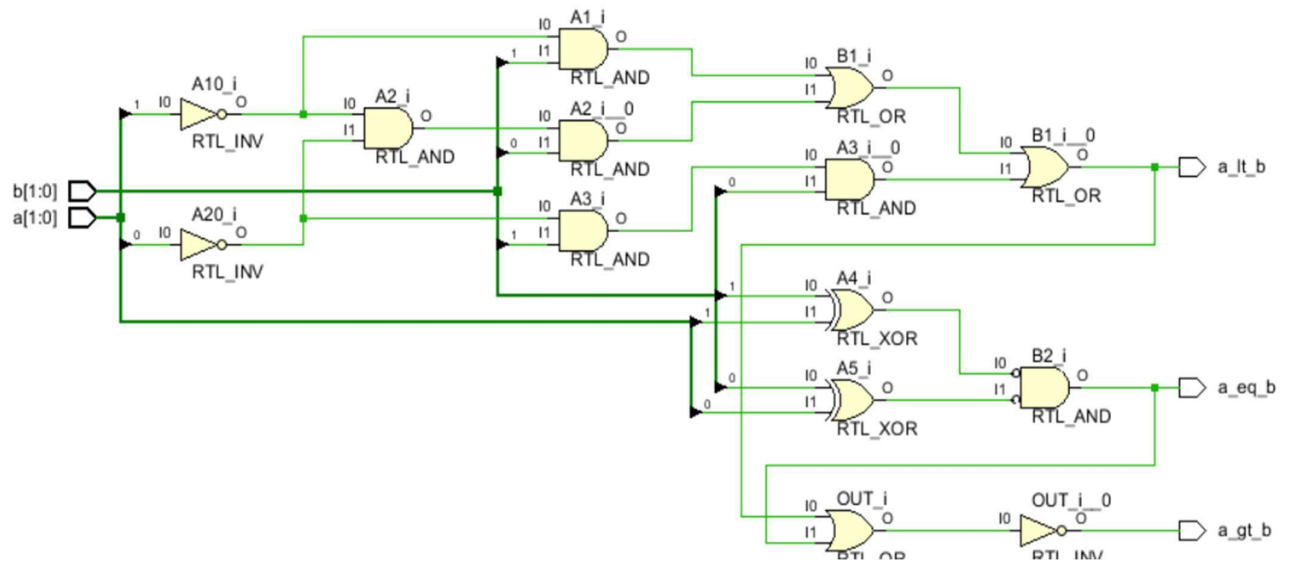 A1_i
I0
O
I1
1
RTL_AND
A10_i
1
I0
O
RTL_INV
A2_i
I0
O
I1
RTL_AND
A2_i__0
I0
O
I1
0
RTL_AND
B1_i
I0
O
I1
RTL_OR
A3_i__0
I0
O
I1
0
RTL_AND
B1_i__0
I0
O
I1
RTL_OR
a_lt_b
b[1:0]
a[1:0]
A20_i
0
I0
O
RTL_INV
A3_i
I0
O
I1
1
RTL_AND
A4_i
1
I0
O
1
I1
RTL_XOR
A5_i
0
I0
O
0
I1
RTL_XOR
B2_i
I0
O
I1
RTL_AND
a_eq_b
OUT_i
I0
O
I1
RTL_OR
OUT_i__0
I0
O
RTL_INV
a_gt_b